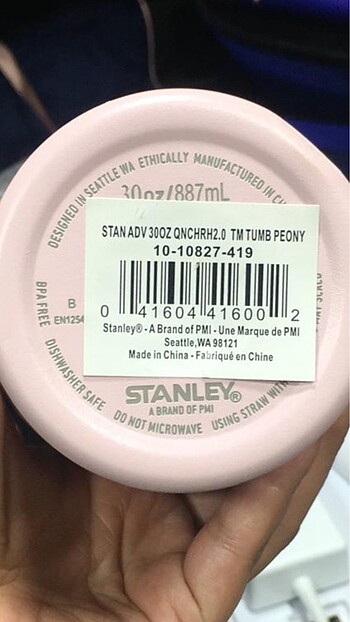 DESIGNED IN SEATTLE WA ETHICALLY MANUFACTURED IN
30oz/887mL
STAN ADV 30OZ QNCHRH2.0 TM TUMB PEONY
10-10827-419
0 41604 41600 2
Stanley® - A Brand of PMI - Une Marque de PMI
Seattle, WA 98121
Made in China - Fabriqué en Chine
B
BPA FREE
DISHWASHER SAFE
STANLEY®
A BRAND OF PMI
DO NOT MICROWAVE
USING STRAW WITH